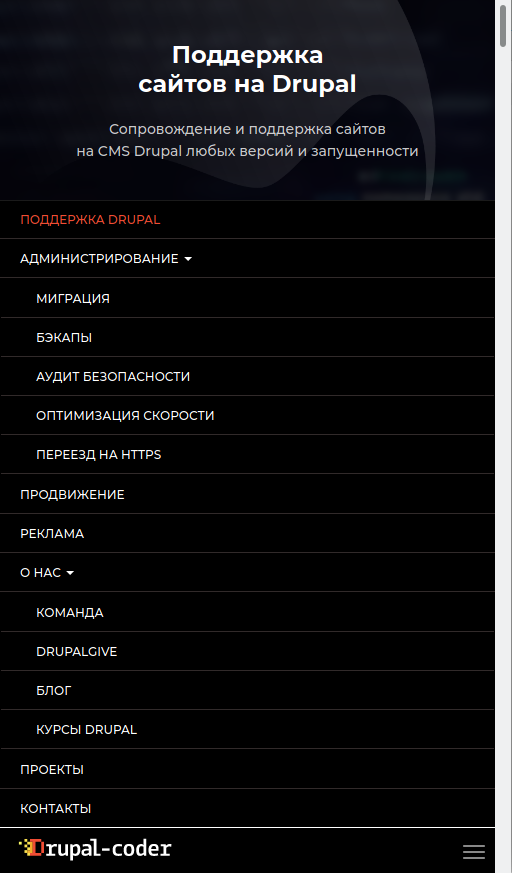 Поддержка
сайтов на Drupal
Сопровождение и поддержка сайтов
на CMS Drupal любых версий и запущенности
ПОДДЕРЖКА DRUPAL
АДМИНИСТРИРОВАНИЕ
МИГРАЦИЯ
БЭКАПЫ
АУДИТ БЕЗОПАСНОСТИ
ОПТИМИЗАЦИЯ СКОРОСТИ
ПЕРЕЕЗД НА HTTPS
ПРОДВИЖЕНИЕ
РЕКЛАМА
О НАС
КОМАНДА
DRUPALGIVE
БЛОГ
КУРСЫ DRUPAL
ПРОЕКТЫ
КОНТАКТЫ
Drupal-coder